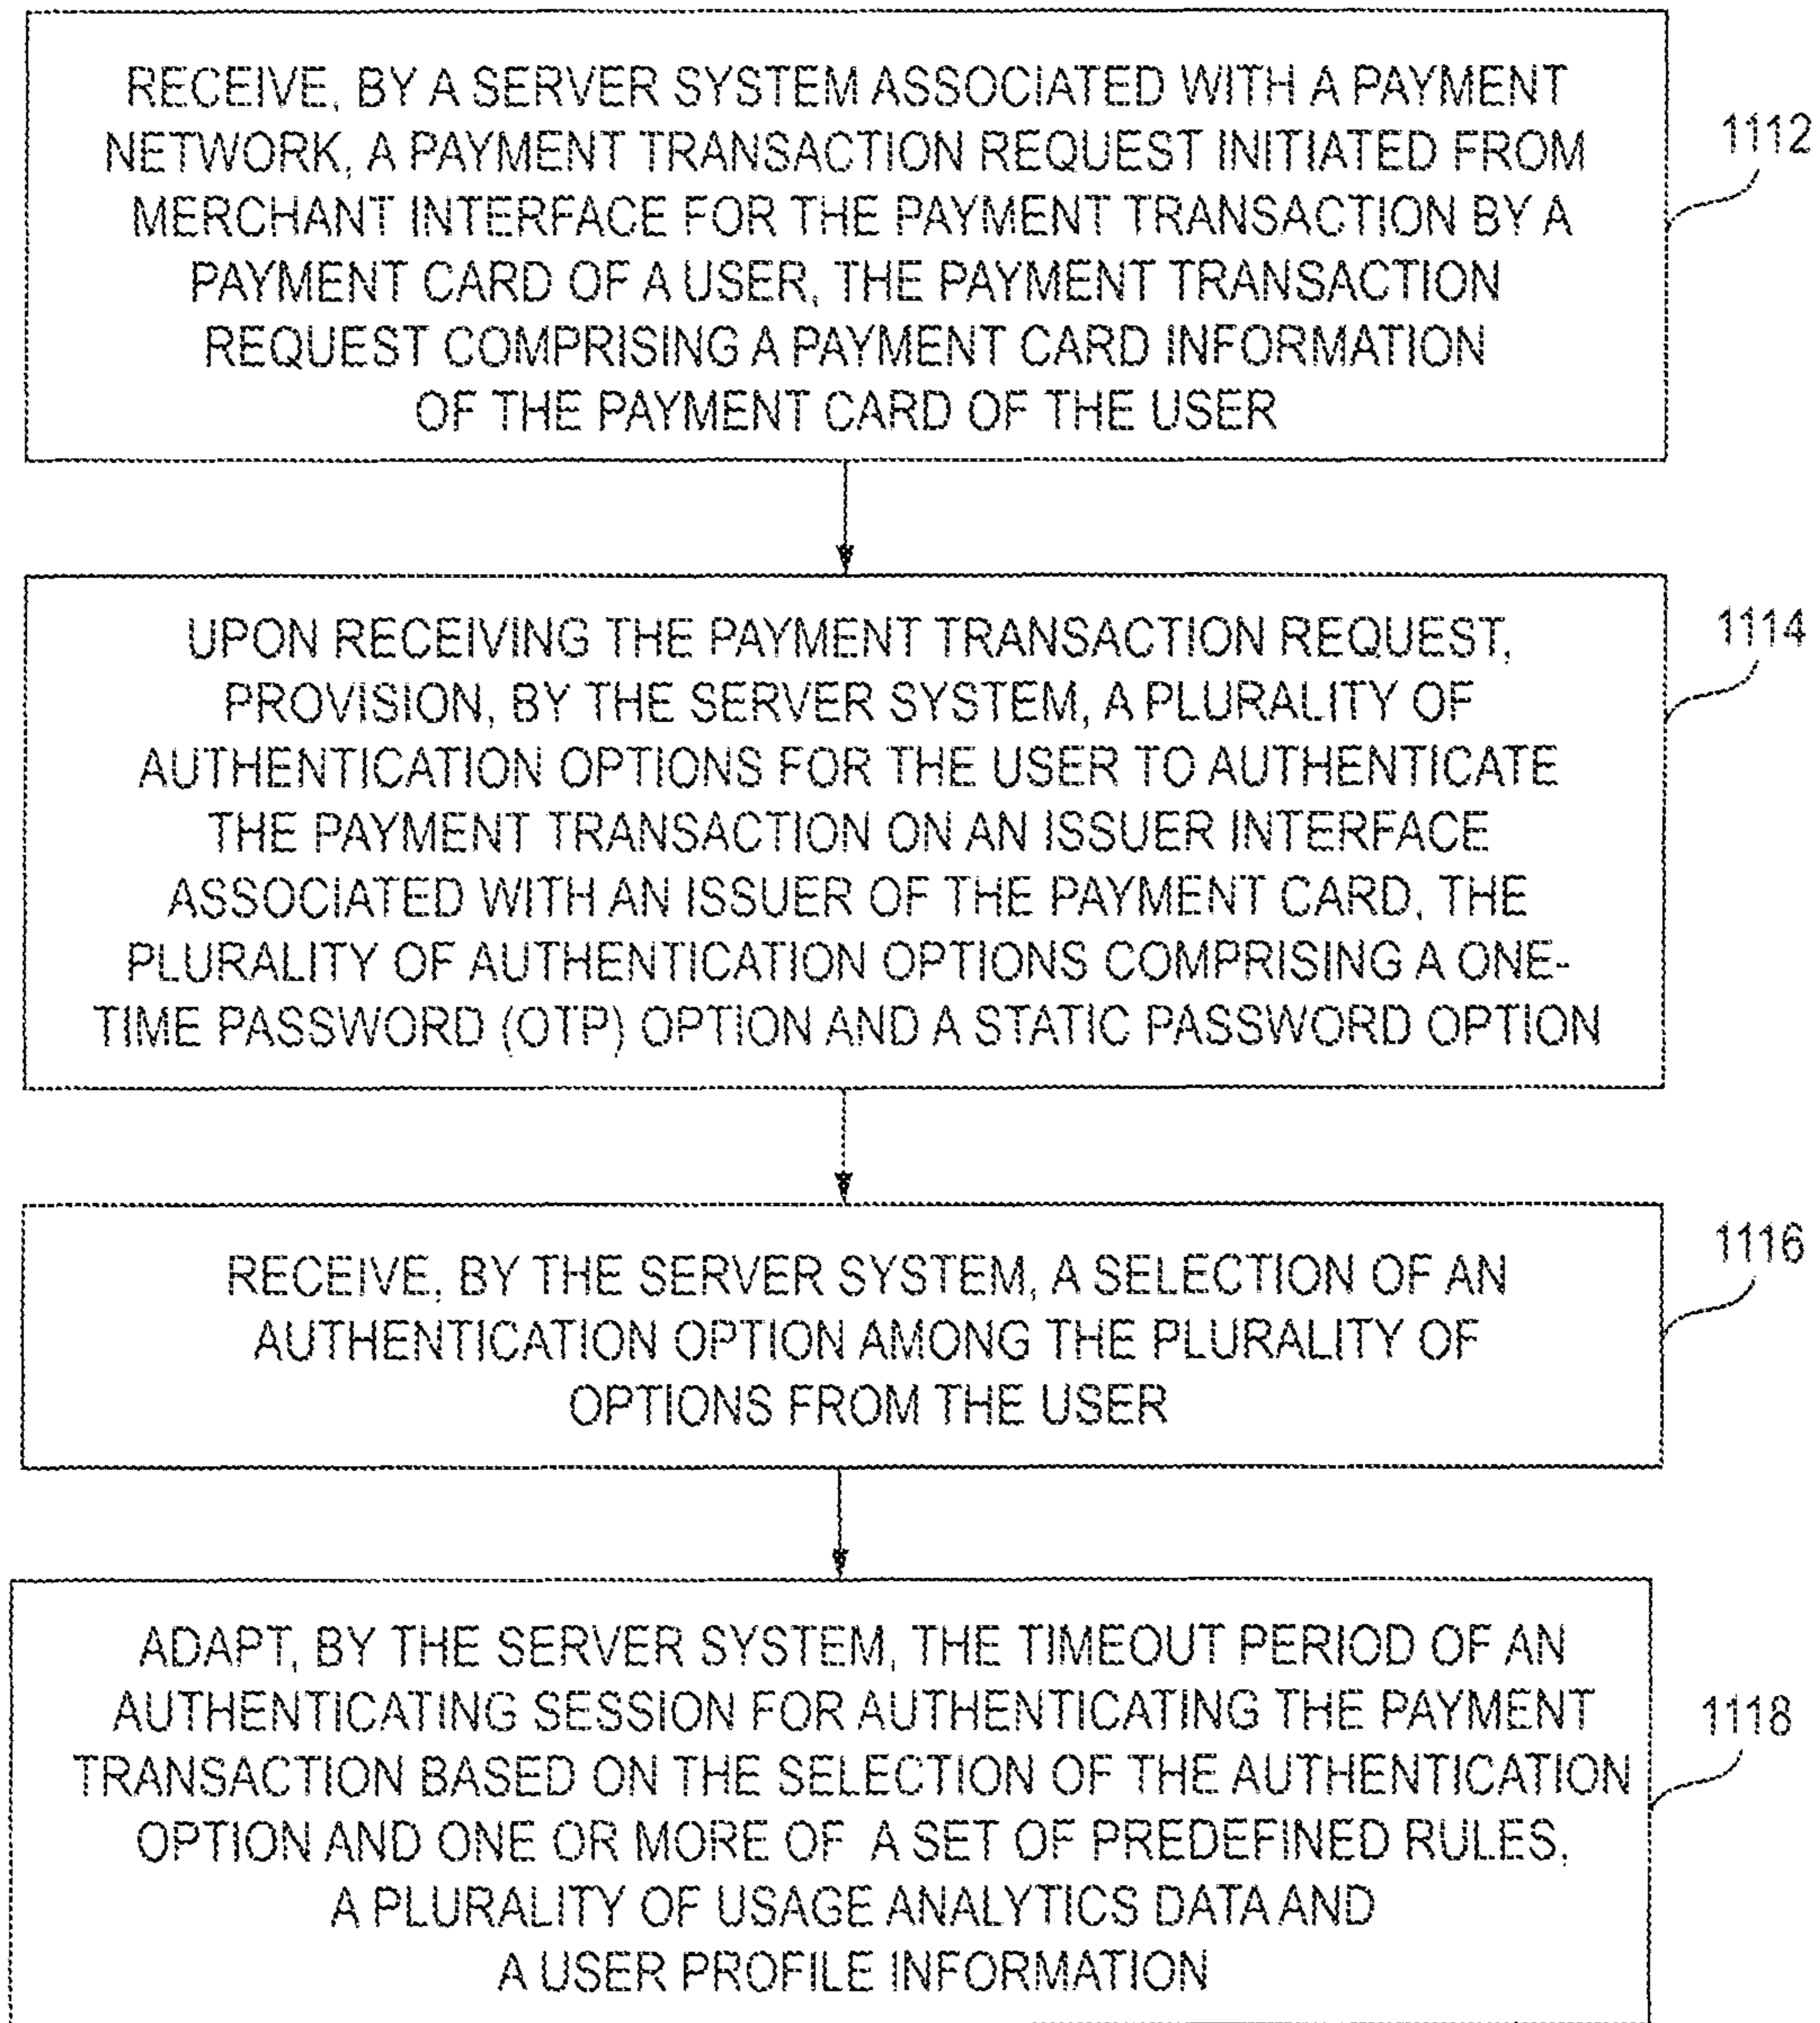 RECEIVE, BY A SERVER SYSTEM ASSOCIATED WITH A PAYMENT
NETWORK, A PAYMENT TRANSACTION REQUEST INITIATED FROM
MERCHANT INTERFACE FOR THE PAYMENT TRANSACTION BY A
PAYMENT CARD OF A USER, THE PAYMENT TRANSACTION
REQUEST COMPRISING A PAYMENT CARD INFORMATION
OF THE PAYMENT CARD OF THE USER
1112
UPON RECEIVING THE PAYMENT TRANSACTION REQUEST,
PROVISION, BY THE SERVER SYSTEM, A PLURALITY OF
AUTHENTICATION OPTIONS FOR THE USER TO AUTHENTICATE
THE PAYMENT TRANSACTION ON AN ISSUER INTERFACE
ASSOCIATED WITH AN ISSUER OF THE PAYMENT CARD, THE
PLURALITY OF AUTHENTICATION OPTIONS COMPRISING A ONE-
TIME PASSWORD (OTP) OPTION AND A STATIC PASSWORD OPTION
1114
RECEIVE, BY THE SERVER SYSTEM, A SELECTION OF AN
AUTHENTICATION OPTION AMONG THE PLURALITY OF
OPTIONS FROM THE USER
1116
ADAPT, BY THE SERVER SYSTEM, THE TIMEOUT PERIOD OF AN
AUTHENTICATING SESSION FOR AUTHENTICATING THE PAYMENT
TRANSACTION BASED ON THE SELECTION OF THE AUTHENTICATION
OPTION AND ONE OR MORE OF A SET OF PREDEFINED RULES,
A PLURALITY OF USAGE ANALYTICS DATA AND
A USER PROFILE INFORMATION
1118